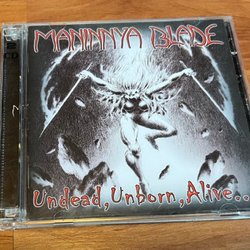 MANINNYA BLADE
Undead, Unborn, Alive..